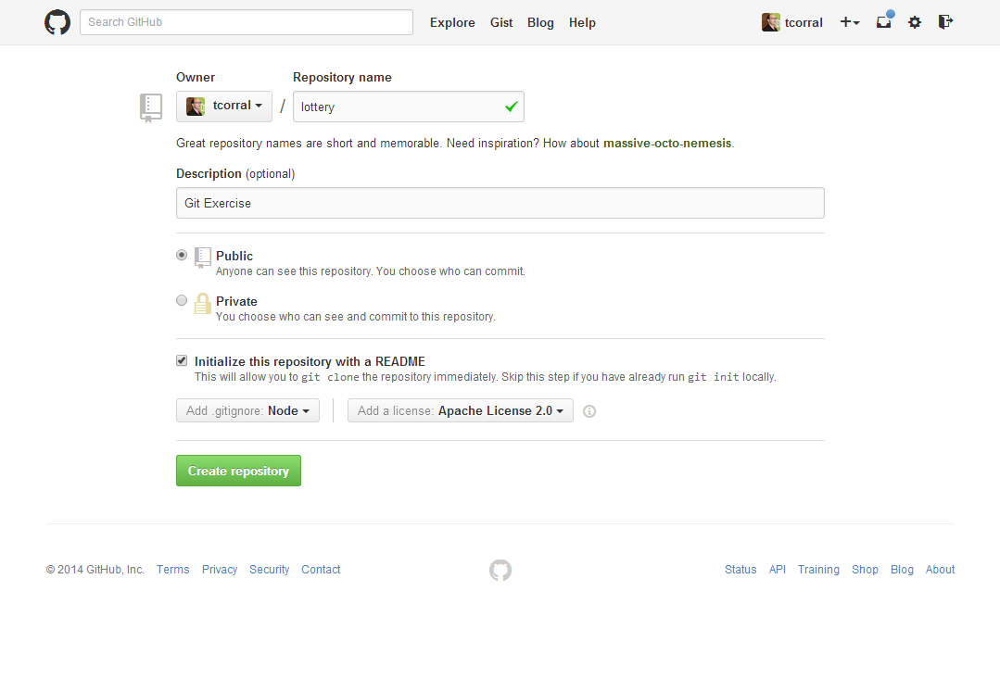 Search GitHub Explore Gist Blog Help tcorral
Owner Repository name
tcorral / lottery
Great repository names are short and memorable. Need inspiration? How about massive-octo-nemesis.
Description (optional)
Git Exercise
Public
Anyone can see this repository. You choose who can commit.
Private
You choose who can see and commit to this repository.
Initialize this repository with a README
This will allow you to git clone the repository immediately. Skip this step if you have already run git init locally.
Add .gitignore: Node Add a license: Apache License 2.0
Create repository
© 2014 GitHub, Inc. Terms Privacy Security Contact Status API Training Shop Blog About